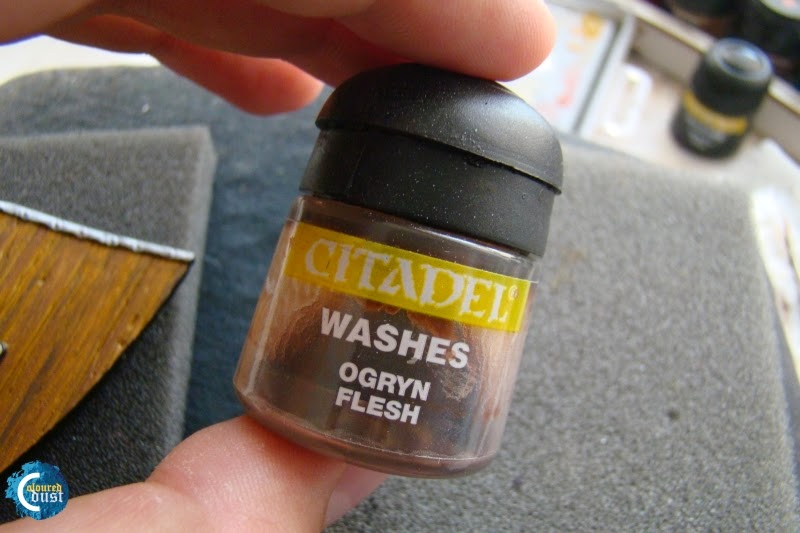 CITADEL®
WASHES
OGRYN
FLESH
Coloured
Dust